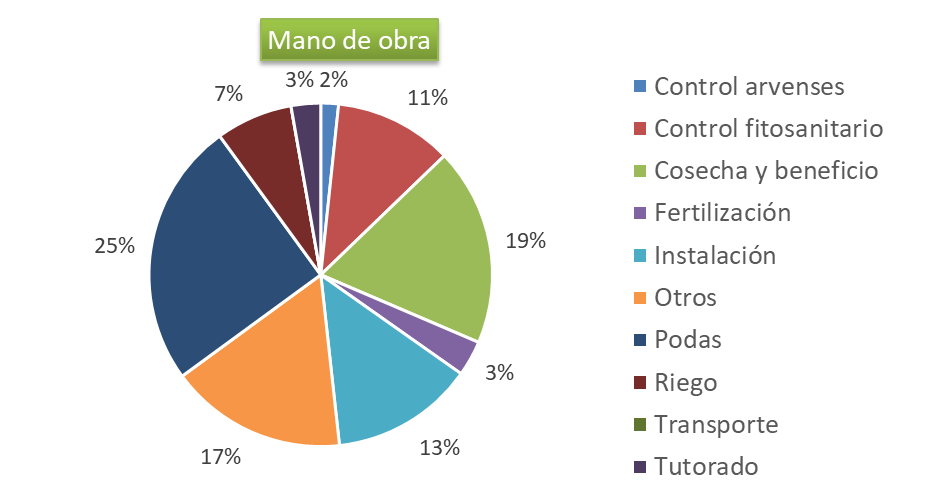 Mano de obra
3% 2%
7%
11%
25%
19%
3%
17%
13%
Control arvenses
Control fitosanitario
Cosecha y beneficio
Fertilización
Instalación
Otros
Podas
Riego
Transporte
Tutorado